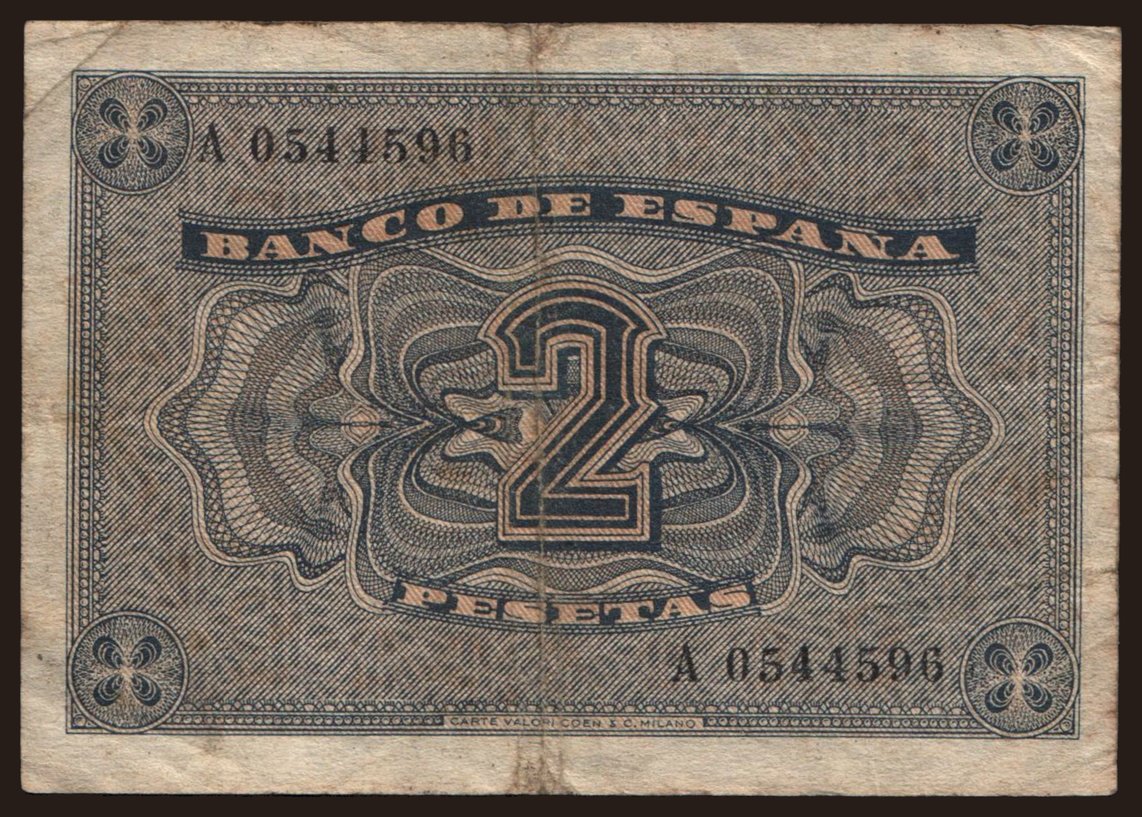 A 0544596
BANCO DE ESPAÑA
2
PESETAS
A 0544596
CARTE VALORI COEN & C. MILANO